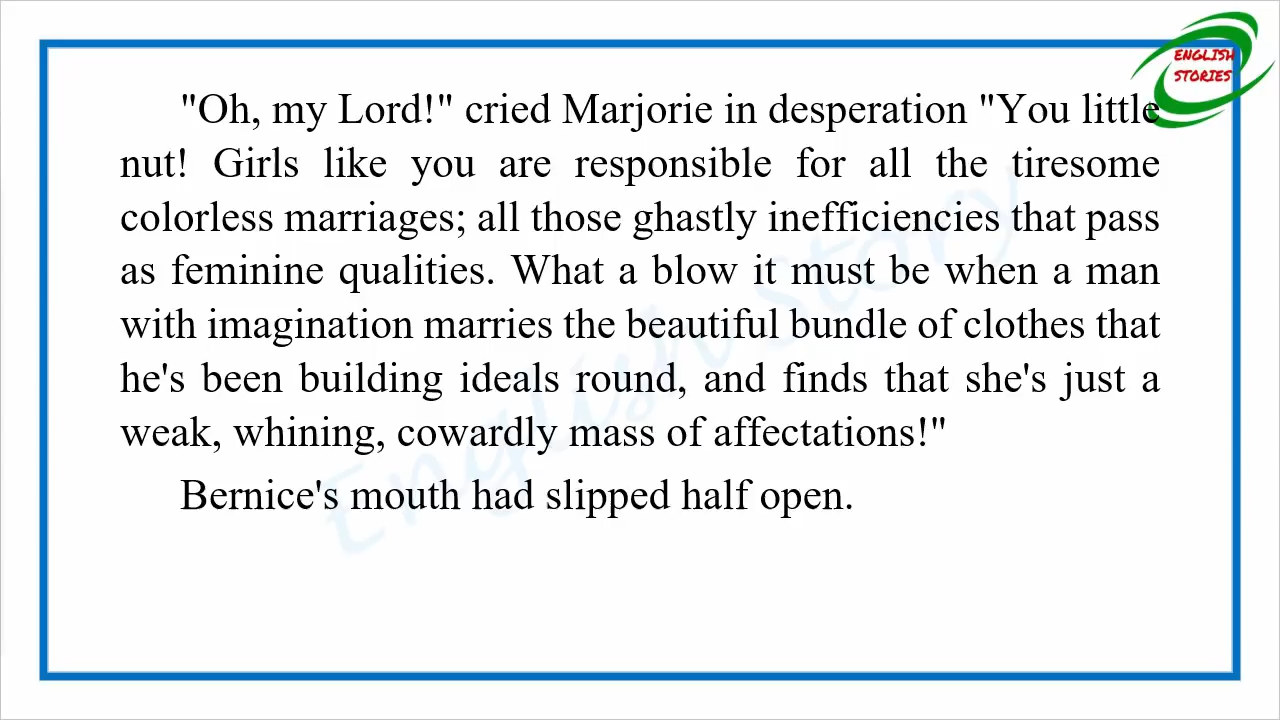 ENGLISH
STORIES
"Oh, my Lord!" cried Marjorie in desperation "You little
nut! Girls like you are responsible for all the tiresome
colorless marriages; all those ghastly inefficiencies that pass
as feminine qualities. What a blow it must be when a man
with imagination marries the beautiful bundle of clothes that
he's been building ideals round, and finds that she's just a
weak, whining, cowardly mass of affectations!"
Bernice's mouth had slipped half open.
English Story